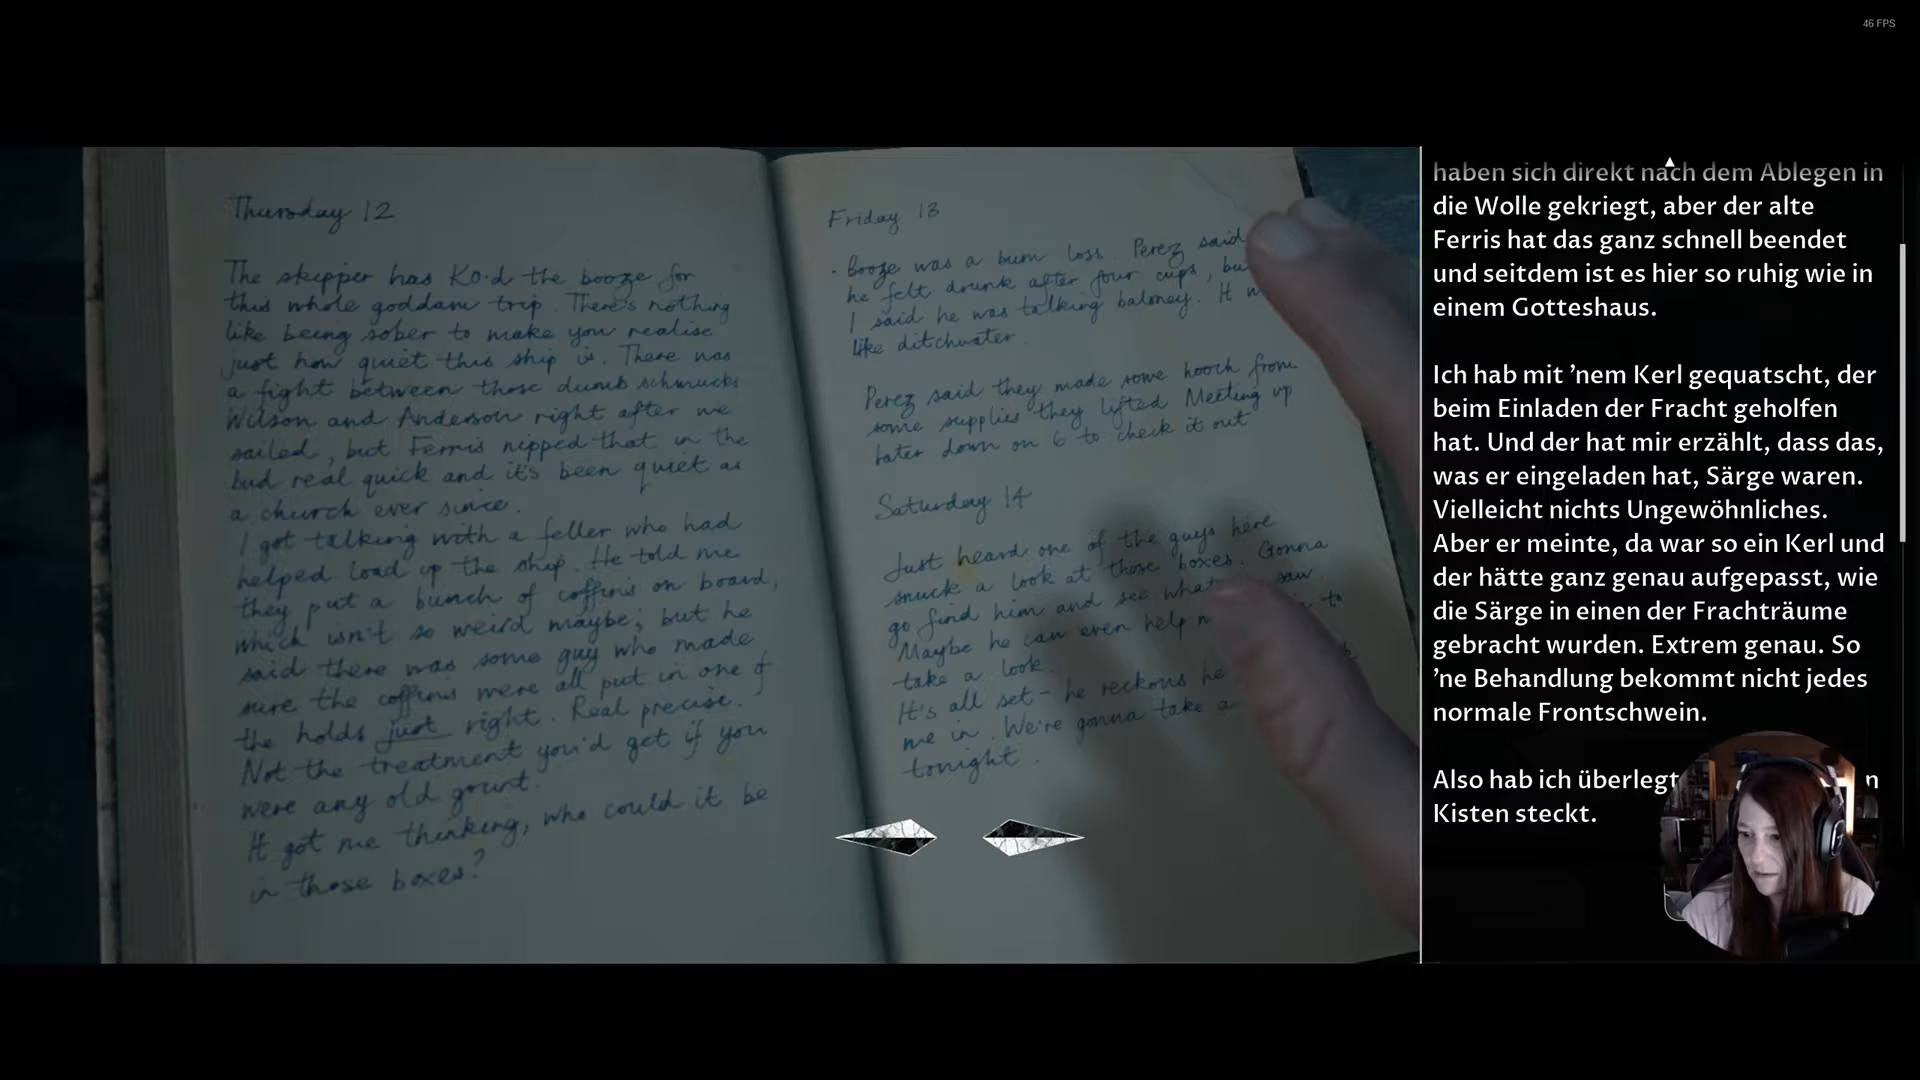 46 FPS
Thursday 12
The skipper has KO'd the booze for
this whole goddam trip. There's nothing
like being sober to make you realise
just how quiet this ship is. There was
a fight between those dumb schmucks
Wilson and Anderson right after we
sailed, but Ferris nipped that in the
bud real quick and it's been quiet as
a church ever since.
I got talking with a feller who had
helped load up the ship. He told me
they put a bunch of coffins on board,
which isn't so weird maybe; but he
said there was some guy who made
sure the coffins were all put in one of
the holds just right. Real precise.
Not the treatment you'd get if you
were any old grunt.
It got me thinking, who could it be
in those boxes?
Friday 13
Booze was a bum loss. Perez said
he felt drunk after four cups, but
I said he was talking baloney. It
like ditchwater.
Perez said they made some hooch from
some supplies they lifted. Meeting up
later down on 6 to check it out
Saturday 14
Just heard one of the guys here
snuck a look at those boxes. Gonna
go find him and see what saw.
Maybe he can even help to
take a look.
It's all set - he reckons he
me in. We're gonna take a
tonight.
haben sich direkt nach dem Ablegen in
die Wolle gekriegt, aber der alte
Ferris hat das ganz schnell beendet
und seitdem ist es hier so ruhig wie in
einem Gotteshaus.
Ich hab mit ’nem Kerl gequatscht, der
beim Einladen der Fracht geholfen
hat. Und der hat mir erzählt, dass das,
was er eingeladen hat, Särge waren.
Vielleicht nichts Ungewöhnliches.
Aber er meinte, da war so ein Kerl und
der hätte ganz genau aufgepasst, wie
die Särge in einen der Frachträume
gebracht wurden. Extrem genau. So
’ne Behandlung bekommt nicht jedes
normale Frontschwein.
Also hab ich überlegt
Kisten steckt.